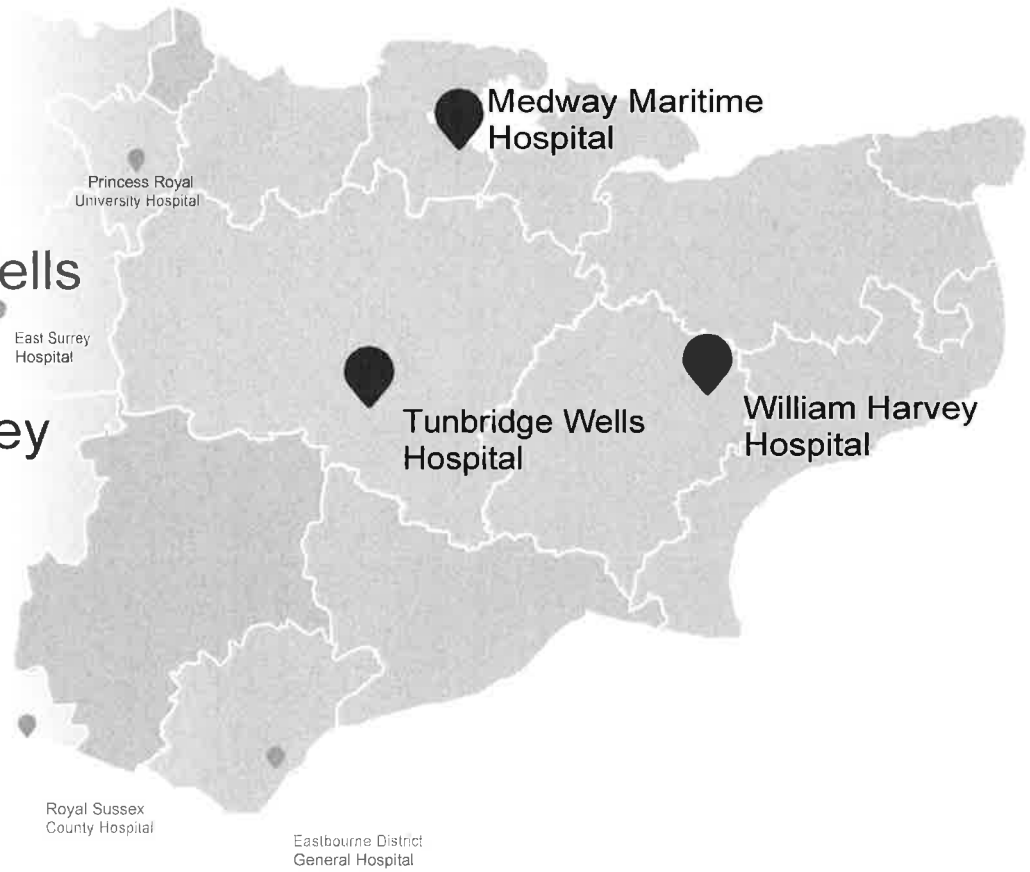 Medway Maritime
Hospital
Princess Royal
University Hospital
ells
East Surrey
Hospital
ey
Tunbridge Wells
Hospital
William Harvey
Hospital
Royal Sussex
County Hospital
Eastbourne District
General Hospital